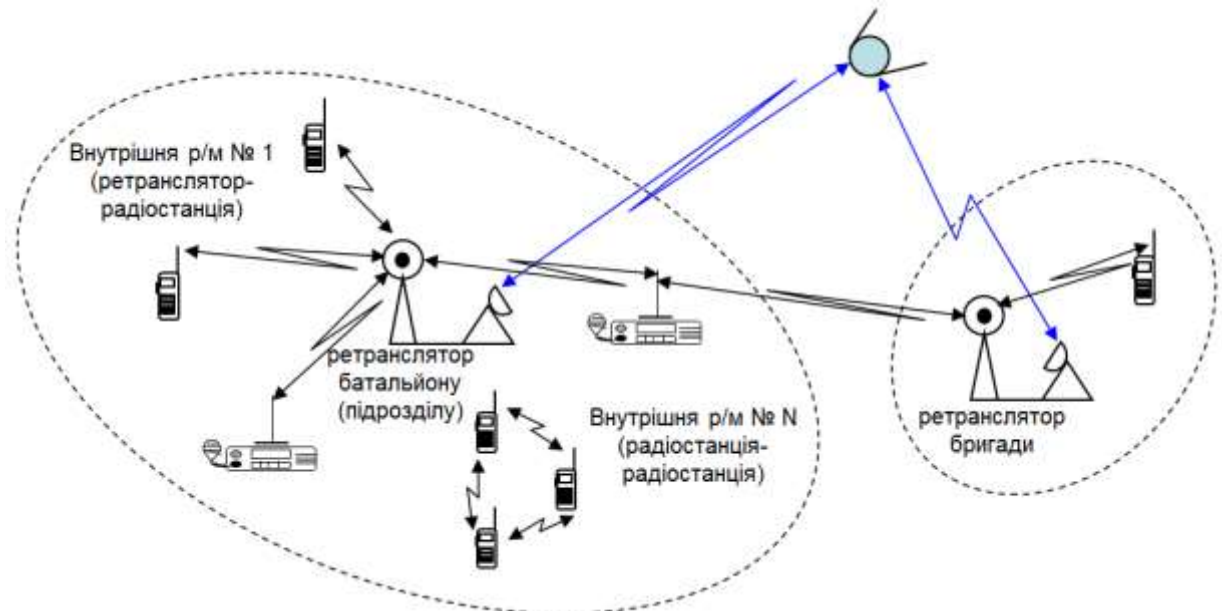 Внутрішня р/м № 1
(ретранслятор-
радіостанція)
ретранслятор
батальйону
(підрозділу)
Внутрішня р/м № N
(радіостанція-
радіостанція)
ретранслятор
бригади